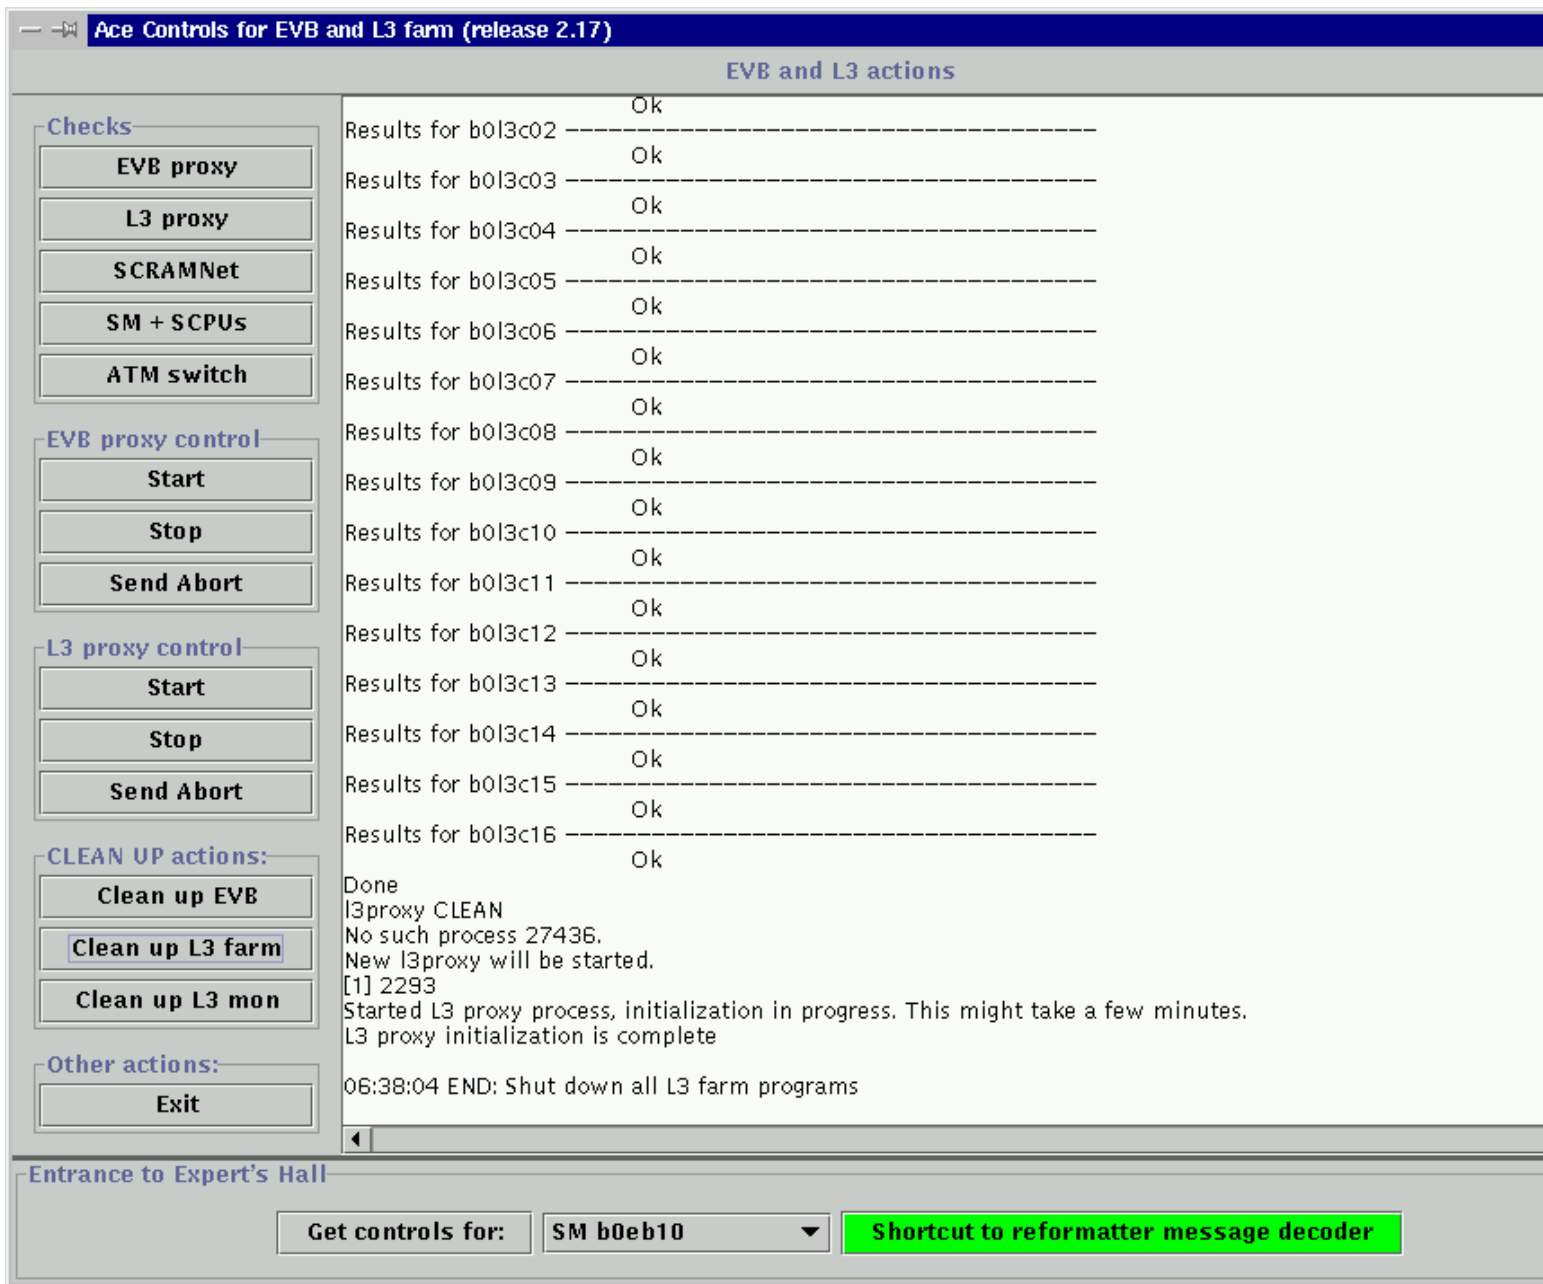 Ace Controls for EVB and L3 farm (release 2.17)
EVB and L3 actions
Checks
EVB proxy
L3 proxy
SCRAMNet
SM + SCPUs
ATM switch
EVB proxy control
Start
Stop
Send Abort
L3 proxy control
Start
Stop
Send Abort
CLEAN UP actions:
Clean up EVB
Clean up L3 farm
Clean up L3 mon
Other actions:
Exit
Ok
Results for b0l3c02 -------------------------------------
Ok
Results for b0l3c03 -------------------------------------
Ok
Results for b0l3c04 -------------------------------------
Ok
Results for b0l3c05 -------------------------------------
Ok
Results for b0l3c06 -------------------------------------
Ok
Results for b0l3c07 -------------------------------------
Ok
Results for b0l3c08 -------------------------------------
Ok
Results for b0l3c09 -------------------------------------
Ok
Results for b0l3c10 -------------------------------------
Ok
Results for b0l3c11 -------------------------------------
Ok
Results for b0l3c12 -------------------------------------
Ok
Results for b0l3c13 -------------------------------------
Ok
Results for b0l3c14 -------------------------------------
Ok
Results for b0l3c15 -------------------------------------
Ok
Results for b0l3c16 -------------------------------------
Ok
Done
l3proxy CLEAN
No such process 27436.
New l3proxy will be started.
[1] 2293
Started L3 proxy process, initialization in progress. This might take a few minutes.
L3 proxy initialization is complete
06:38:04 END: Shut down all L3 farm programs
Entrance to Expert's Hall
Get controls for:
SM b0eb10
Shortcut to reformatter message decoder